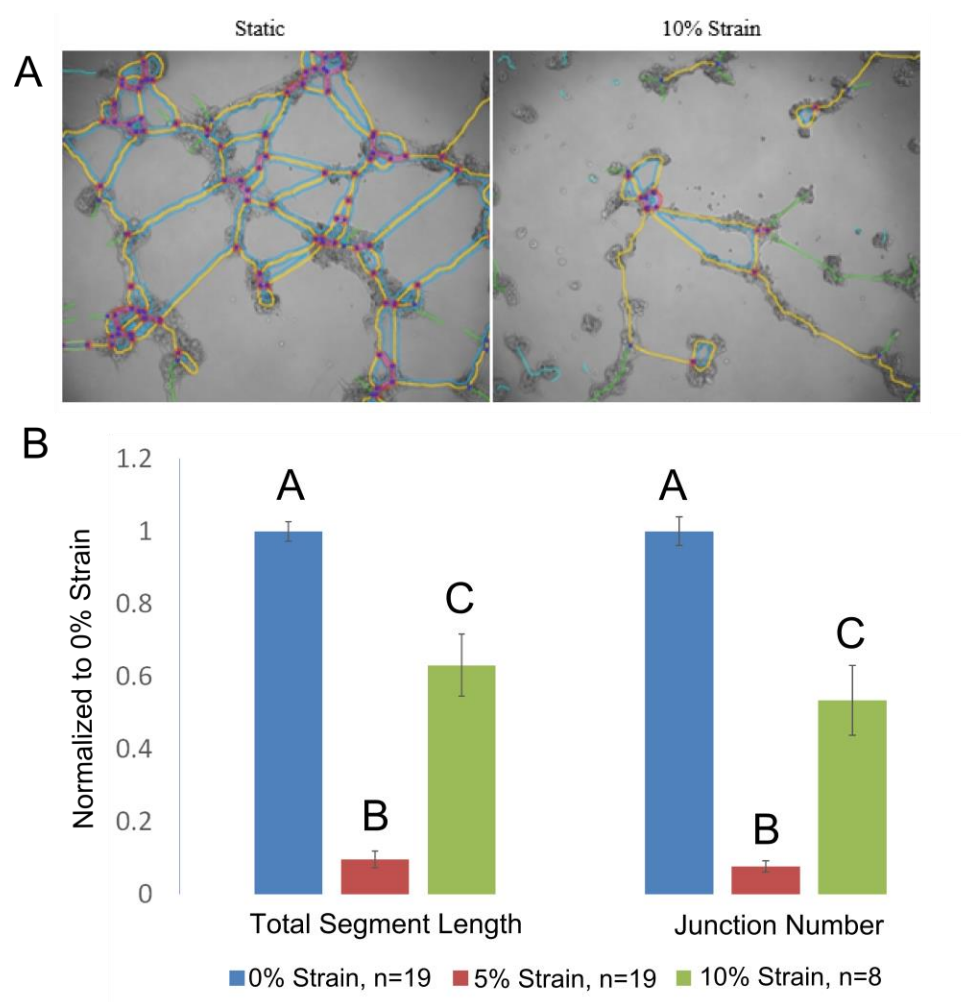 Static 10% Strain
A
B
1.2
A A
1
0.8
C
C
0.6
0.4
B
B
0.2
0
Normalized to 0% Strain
Total Segment Length Junction Number
0% Strain, n=19 5% Strain, n=19 10% Strain, n=8